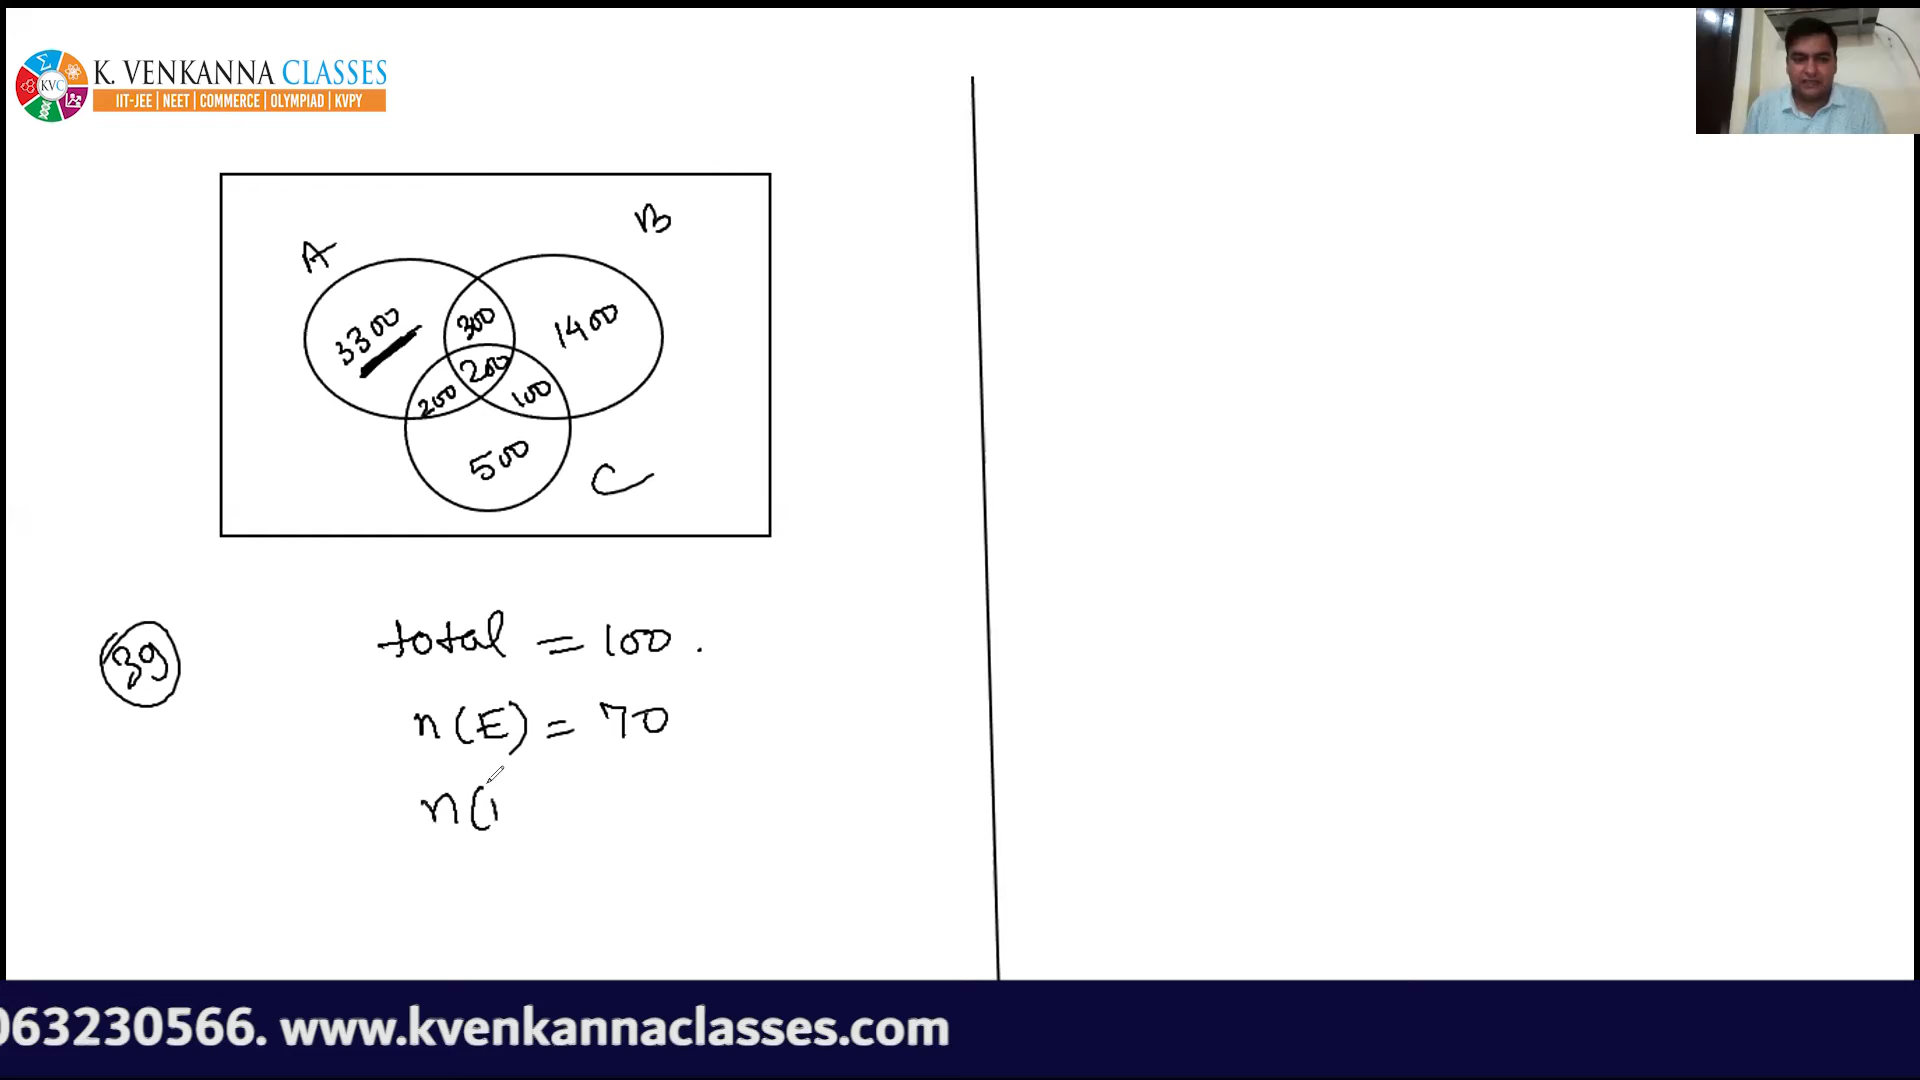 K. VENKANNA CLASSES
KVC
IIT-JEE | NEET | COMMERCE | OLYMPIAD | KVPY
A
B
3300
300
1400
200
200
100
500
C
39
total = 100.
n(E) = 70
n(
063230566. www.kvenkannaclasses.com